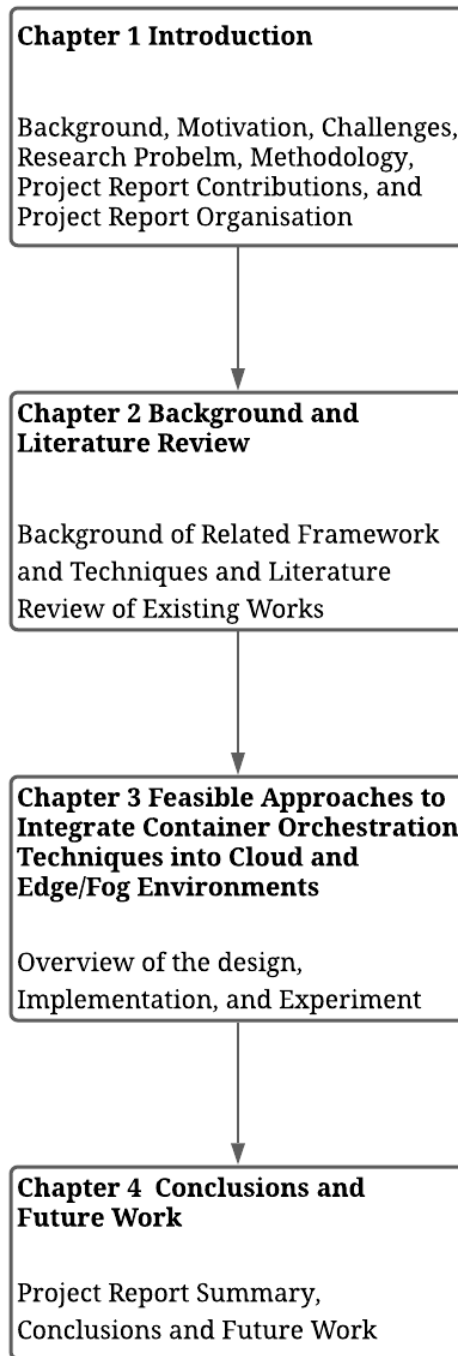 Chapter 1 Introduction
Background, Motivation, Challenges,
Research Probelm, Methodology,
Project Report Contributions, and
Project Report Organisation
Chapter 2 Background and
Literature Review
Background of Related Framework
and Techniques and Literature
Review of Existing Works
Chapter 3 Feasible Approaches to
Integrate Container Orchestration
Techniques into Cloud and
Edge/Fog Environments
Overview of the design,
Implementation, and Experiment
Chapter 4  Conclusions and
Future Work
Project Report Summary,
Conclusions and Future Work